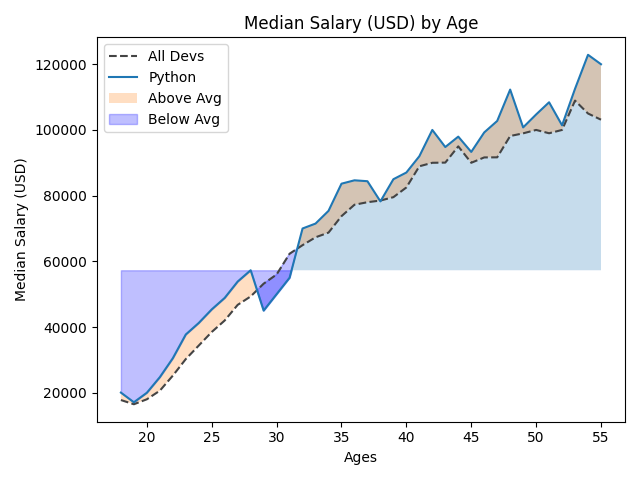 Median Salary (USD) by Age
All Devs
Python
Above Avg
Below Avg
Median Salary (USD)
120000
100000
80000
60000
40000
20000
20
25
30
35
40
45
50
55
Ages